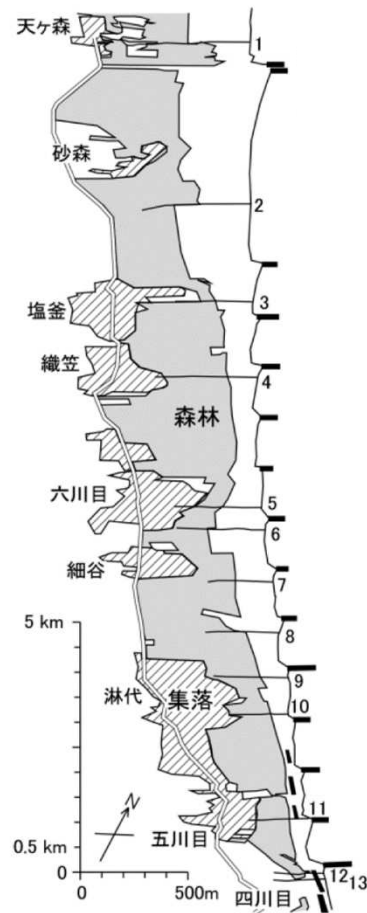 天ヶ森
1
砂森
2
塩釜
3
織笠
4
森林
六川目
5
6
細谷
7
5 km
8
9
淋代
集落
10
N
11
五川目
0.5 km
12
13
0
0
500m
四川目